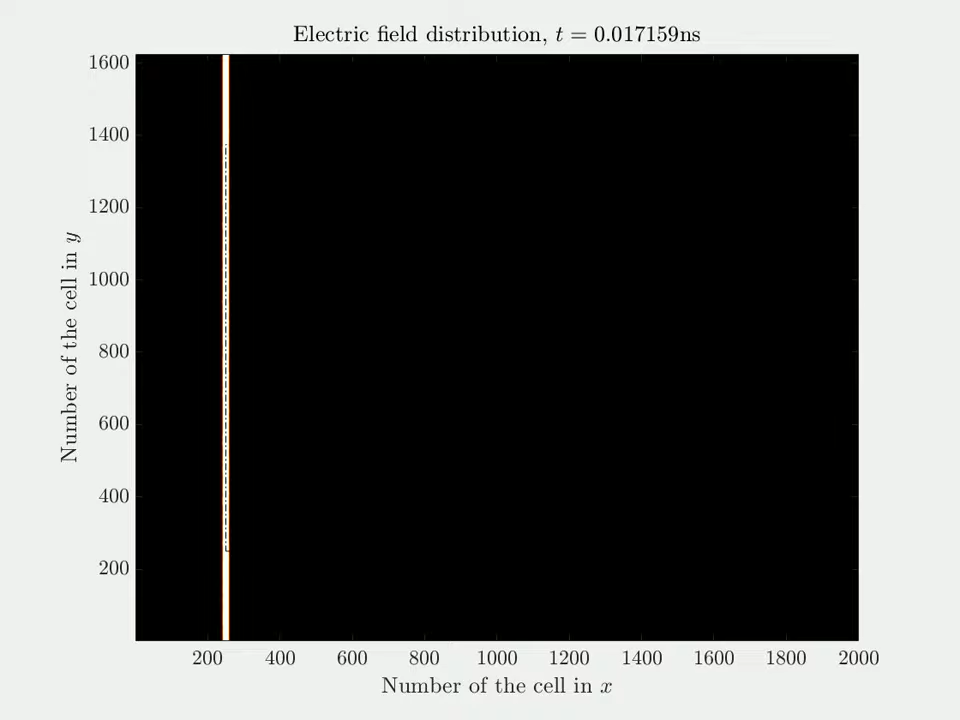 Electric field distribution, t = 0.017159ns
1600
1400
1200
1000
800
600
400
200
Number of the cell in y
200 400 600 800 1000 1200 1400 1600 1800 2000
Number of the cell in x